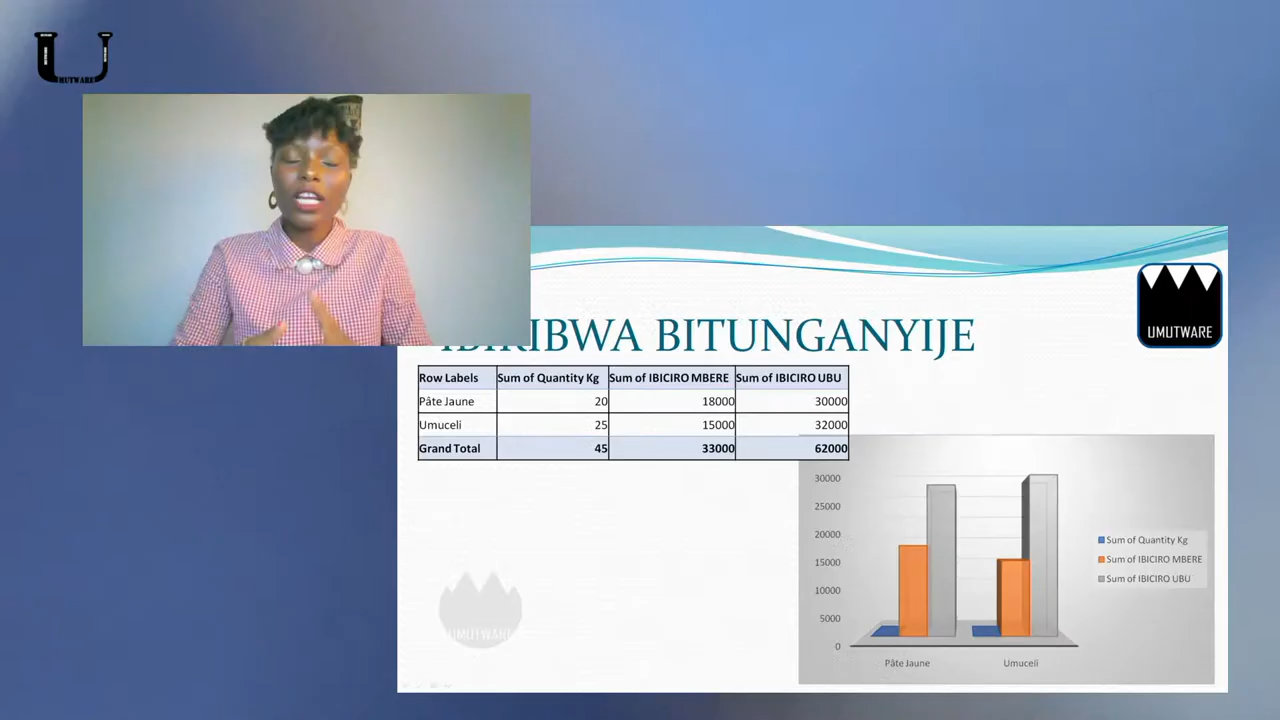 UMUTWARE
BITUNGANYIJE
Row Labels Sum of Quantity Kg Sum of IBICIRO MBERE Sum of IBICIRO UBU
Pâte Jaune 20 18000 30000
Umuceli 25 15000 32000
Grand Total 45 33000 62000
30000
25000
20000
15000
10000
5000
0
Pâte Jaune Umuceli
Sum of Quantity Kg
Sum of IBICIRO MBERE
Sum of IBICIRO UBU
UMUTWARE